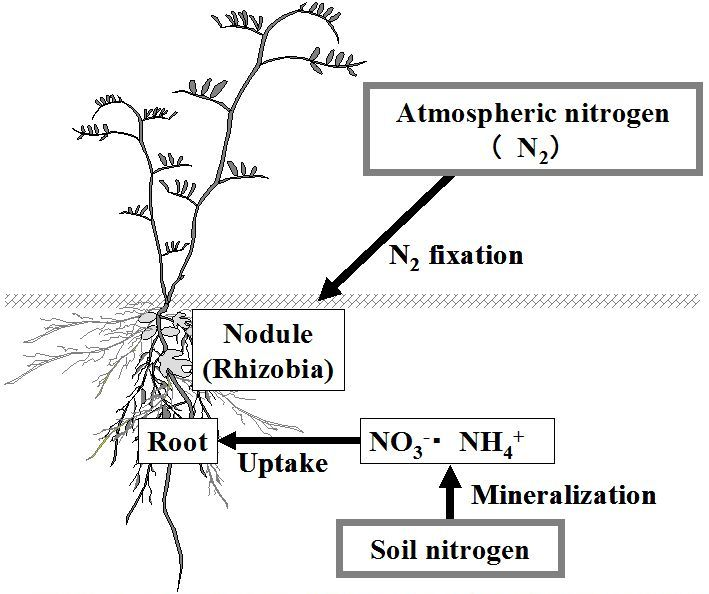 Atmospheric nitrogen
( N₂)
N₂ fixation
Nodule
(Rhizobia)
Root
Uptake
NO₃⁻・ NH₄⁺
Mineralization
Soil nitrogen